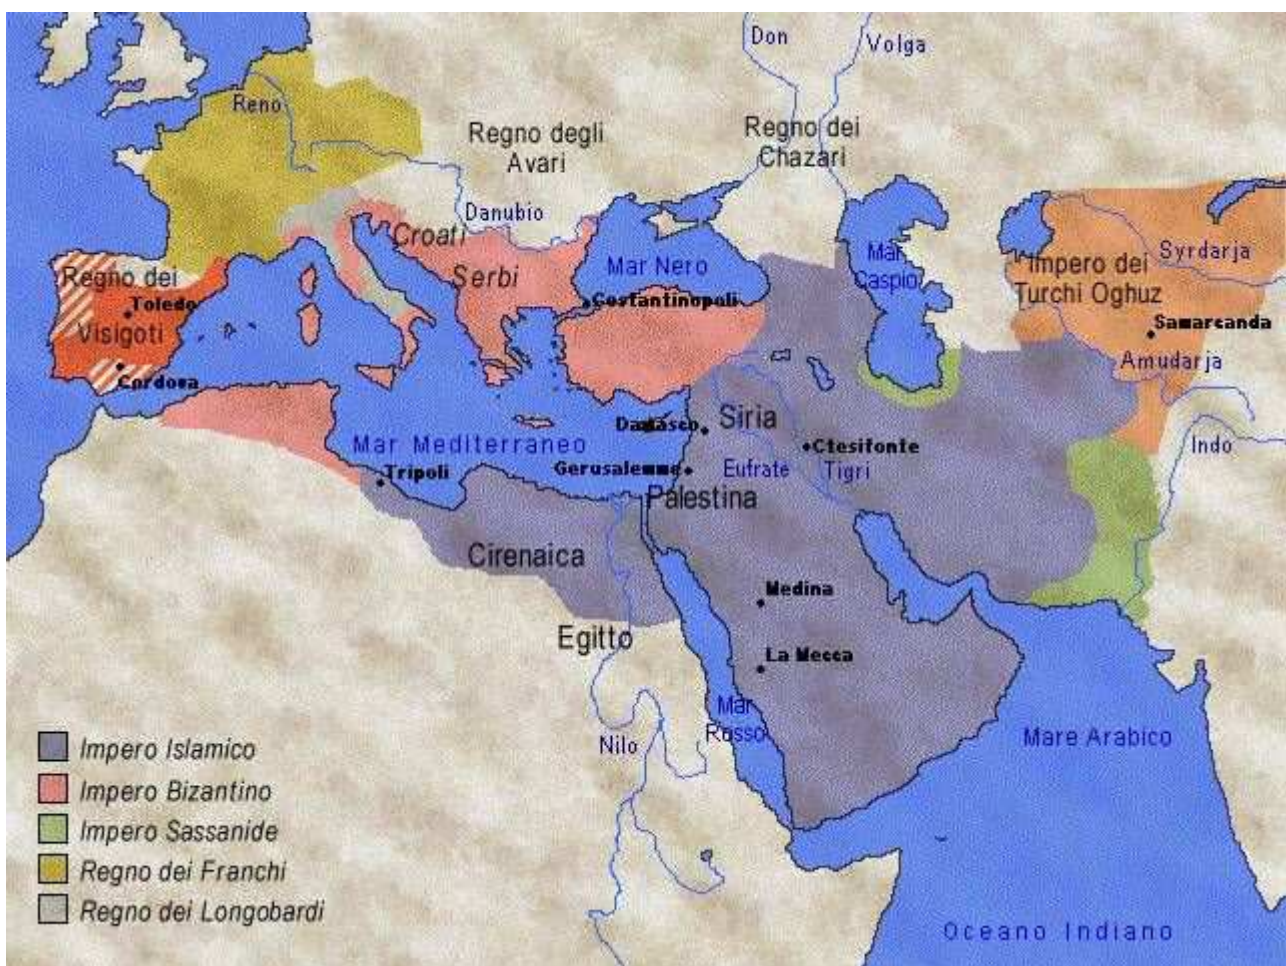 Don
Volga
Reno
Regno degli
Avari
Regno dei
Chazari
Danubio
Croati
Serbi
Mar Nero
Mar
Caspio
Syrdarja
Impero dei
Turchi Oghuz
Samarcanda
Amudarja
Regno dei
Toledo
Visigoti
Cordova
Costantinopoli
Mar Mediterraneo
Damasco
Siria
Ctesifonte
Indo
Tripoli
Gerusalemme
Eufrate
Tigri
Palestina
Cirenaica
Medina
Egitto
La Mecca
Mar
Rosso
Nilo
Mare Arabico
Impero Islamico
Impero Bizantino
Impero Sassanide
Regno dei Franchi
Regno dei Longobardi
Oceano Indiano